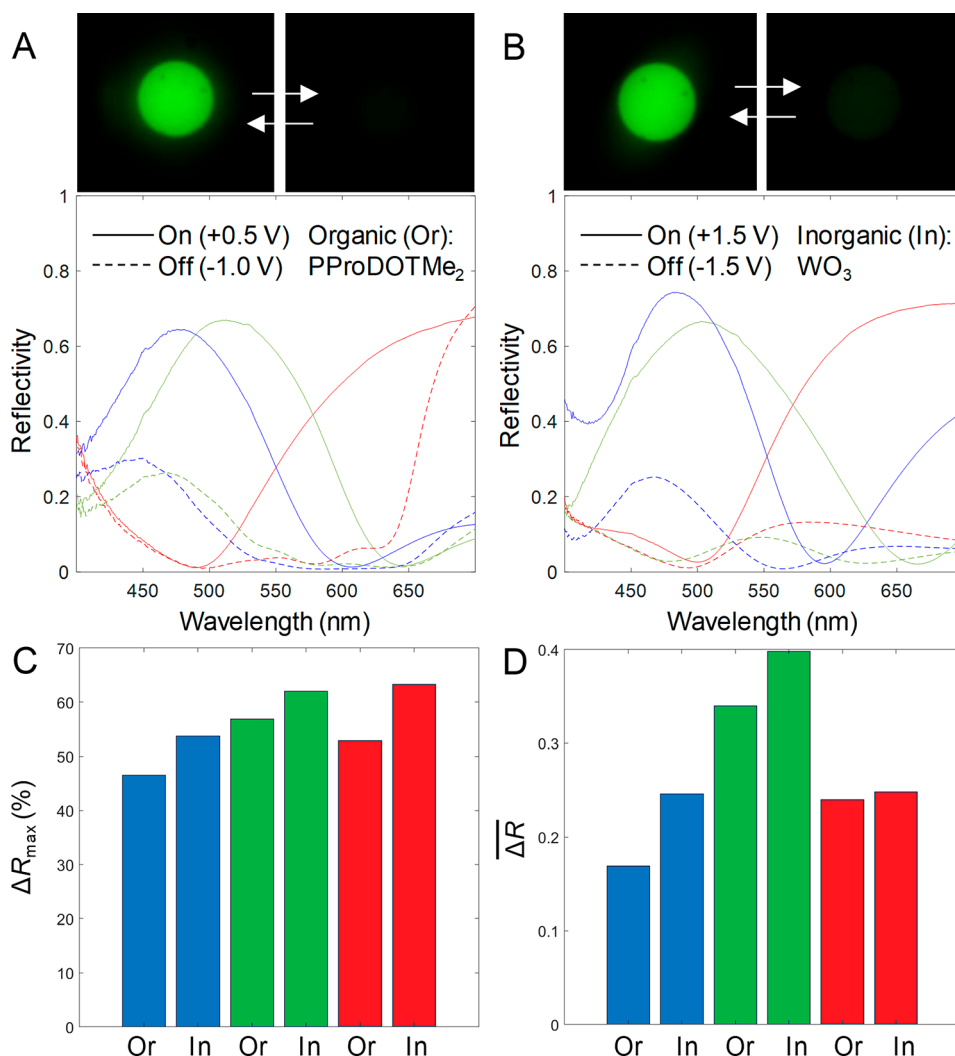 A
B
1
0.8
0.6
0.4
0.2
0
Reflectivity
On (+0.5 V) Organic (Or):
Off (-1.0 V) PProDOTMe2
450 500 550 600 650
Wavelength (nm)
1
0.8
0.6
0.4
0.2
0
Reflectivity
On (+1.5 V) Inorganic (In):
Off (-1.5 V) WO3
450 500 550 600 650
Wavelength (nm)
C
70
60
50
40
30
20
10
0
ΔRmax (%)
Or In Or In Or In
D
0.4
0.3
0.2
0.1
0
ΔR
Or In Or In Or In